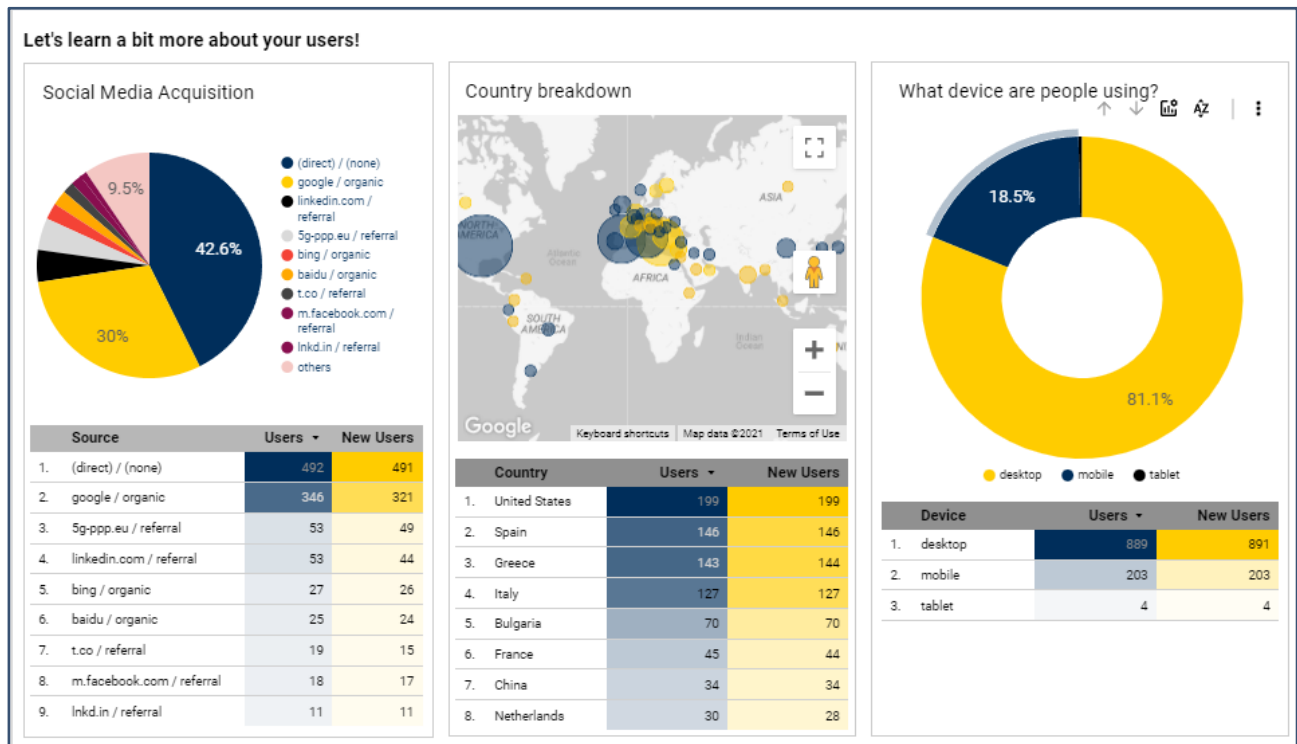 Let's learn a bit more about your users!
Social Media Acquisition
42.6%
30%
9.5%
(direct) / (none)
google / organic
linkedin.com /
referral
5g-ppp.eu / referral
bing / organic
baidu / organic
t.co / referral
m.facebook.com /
referral
lnkd.in / referral
others
Source Users New Users
1. (direct) / (none) 492 491
2. google / organic 346 321
3. 5g-ppp.eu / referral 53 49
4. linkedin.com / referral 53 44
5. bing / organic 27 26
6. baidu / organic 25 24
7. t.co / referral 19 15
8. m.facebook.com / referral 18 17
9. lnkd.in / referral 11 11
Country breakdown
NORTH
AMERICA
Atlantic
Ocean
ASIA
AFRICA
SOUTH
AMERICA
Indian
Ocean
Google
Keyboard shortcuts Map data ©2021 Terms of Use
Country Users New Users
1. United States 199 199
2. Spain 146 146
3. Greece 143 144
4. Italy 127 127
5. Bulgaria 70 70
6. France 45 44
7. China 34 34
8. Netherlands 30 28
What device are people using?
AZ
18.5%
81.1%
desktop mobile tablet
Device Users New Users
1. desktop 889 891
2. mobile 203 203
3. tablet 4 4